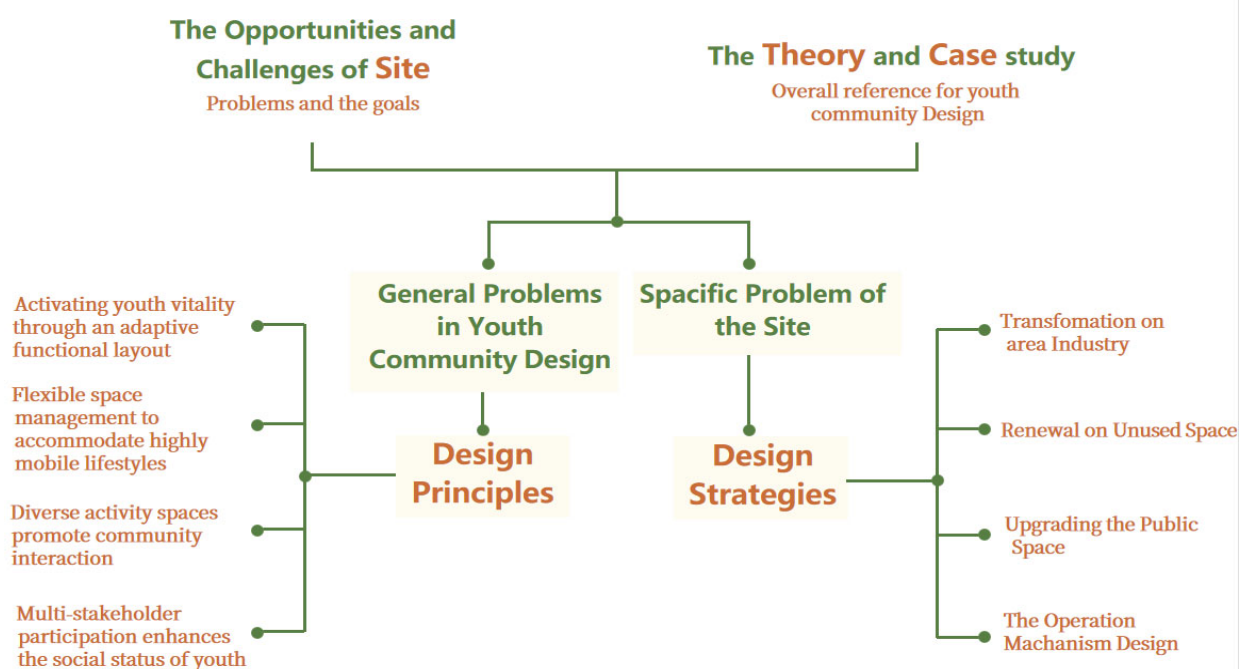 The Opportunities and
Challenges of Site
Problems and the goals
The Theory and Case study
Overall reference for youth
community Design
General Problems
in Youth
Community Design
Spacific Problem of
the Site
Design
Principles
Design
Strategies
Activating youth vitality
through an adaptive
functional layout
Flexible space
management to
accommodate highly
mobile lifestyles
Diverse activity spaces
promote community
interaction
Multi-stakeholder
participation enhances
the social status of youth
Transfomation on
area Industry
Renewal on Unused Space
Upgrading the Public
Space
The Operation
Machanism Design